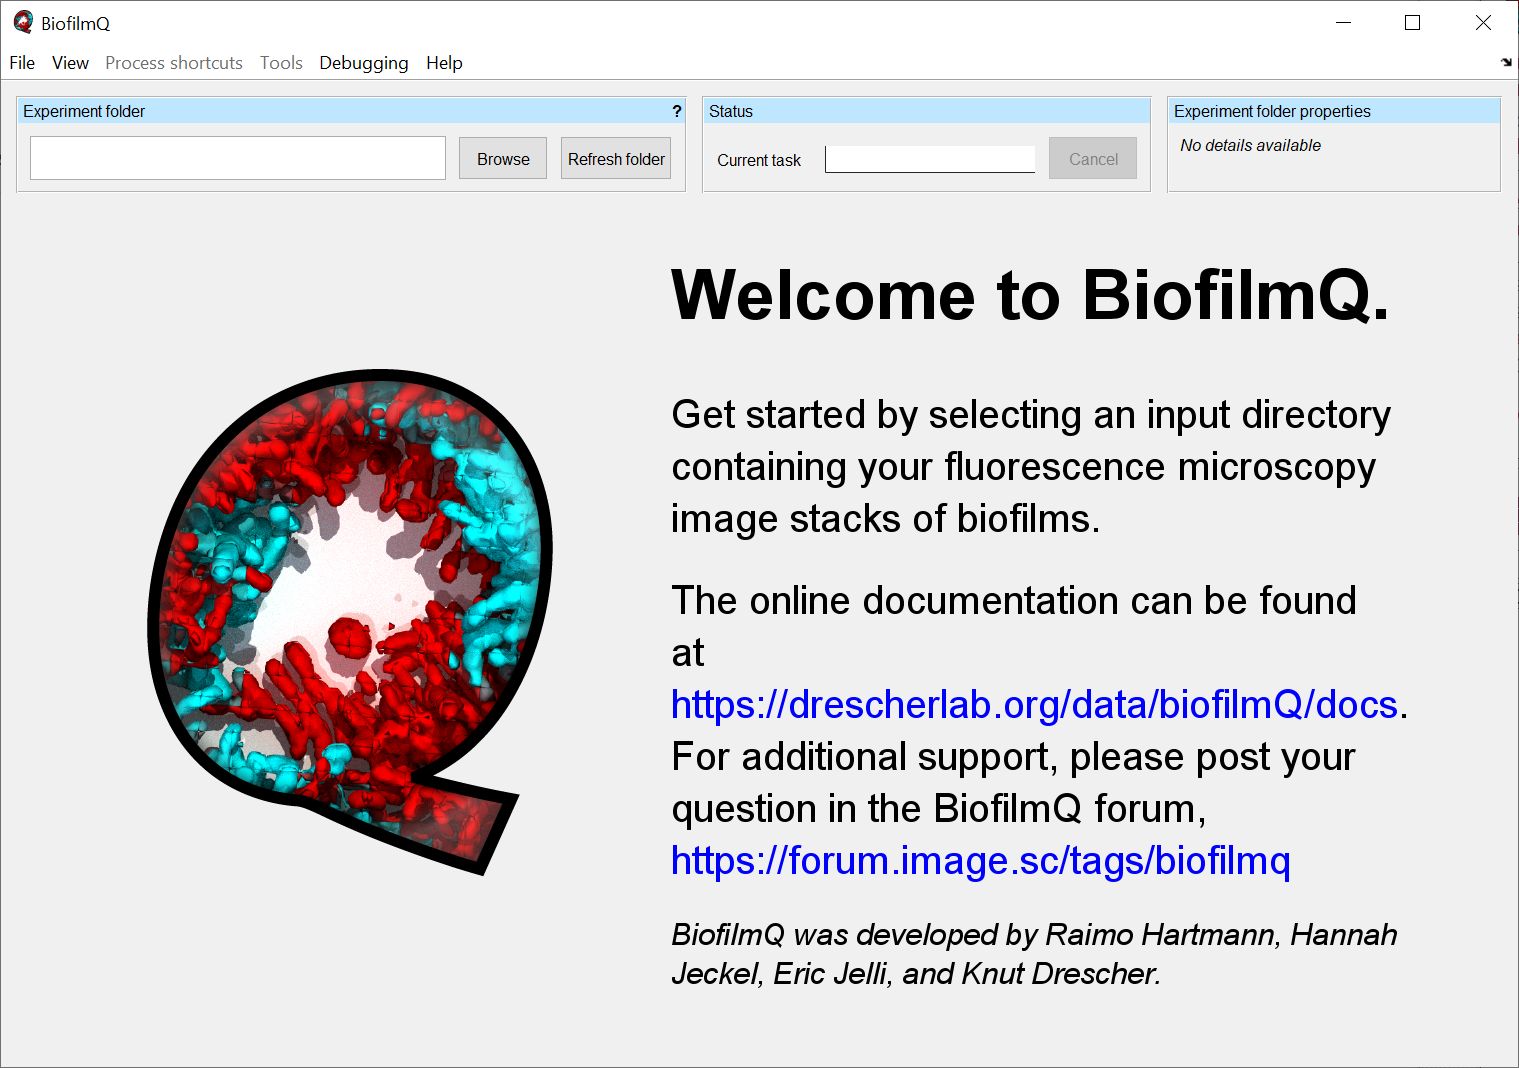 BiofilmQ
File View Process shortcuts Tools Debugging Help
Experiment folder ?
Browse Refresh folder
Status
Current task Cancel
Experiment folder properties
No details available
Welcome to BiofilmQ.
Get started by selecting an input directory
containing your fluorescence microscopy
image stacks of biofilms.
The online documentation can be found
at
https://drescherlab.org/data/biofilmQ/docs.
For additional support, please post your
question in the BiofilmQ forum,
https://forum.image.sc/tags/biofilmq
BiofilmQ was developed by Raimo Hartmann, Hannah
Jeckel, Eric Jelli, and Knut Drescher.